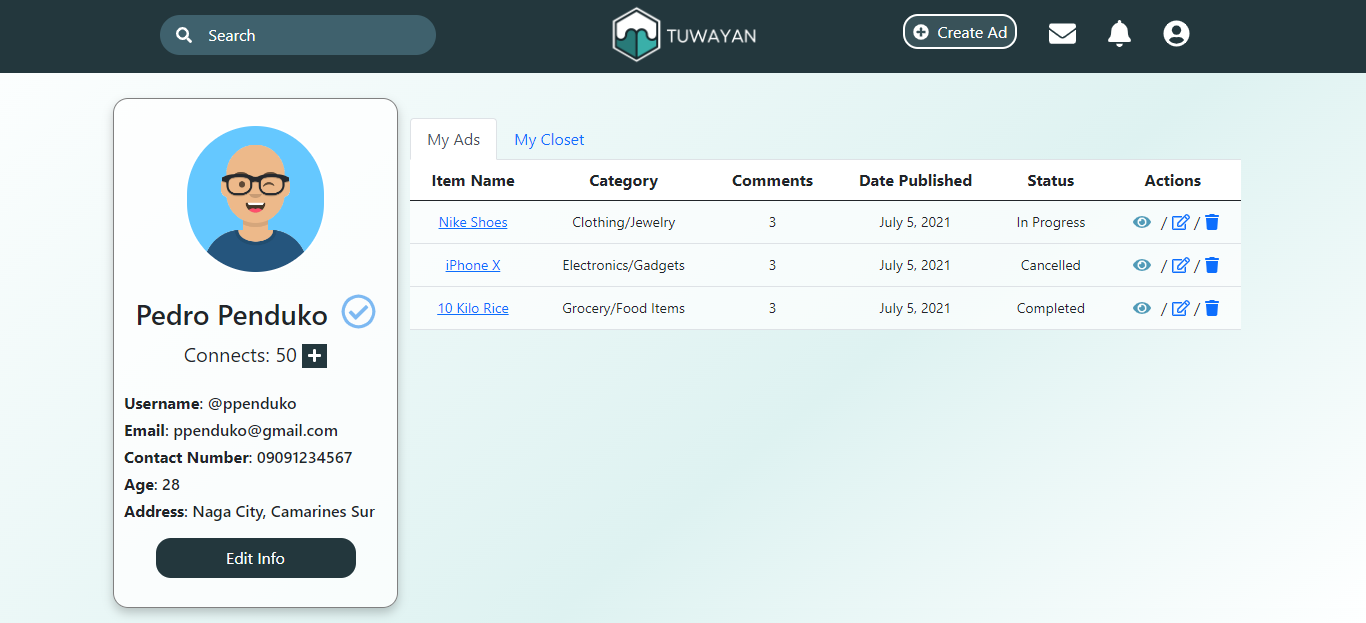 Search
TUWAYAN
Create Ad
Pedro Penduko
Connects: 50
Username: @ppenduko
Email: ppenduko@gmail.com
Contact Number: 09091234567
Age: 28
Address: Naga City, Camarines Sur
Edit Info
My Ads My Closet
Item Name Category Comments Date Published Status Actions
Nike Shoes Clothing/Jewelry 3 July 5, 2021 In Progress / /
iPhone X Electronics/Gadgets 3 July 5, 2021 Cancelled / /
10 Kilo Rice Grocery/Food Items 3 July 5, 2021 Completed / /